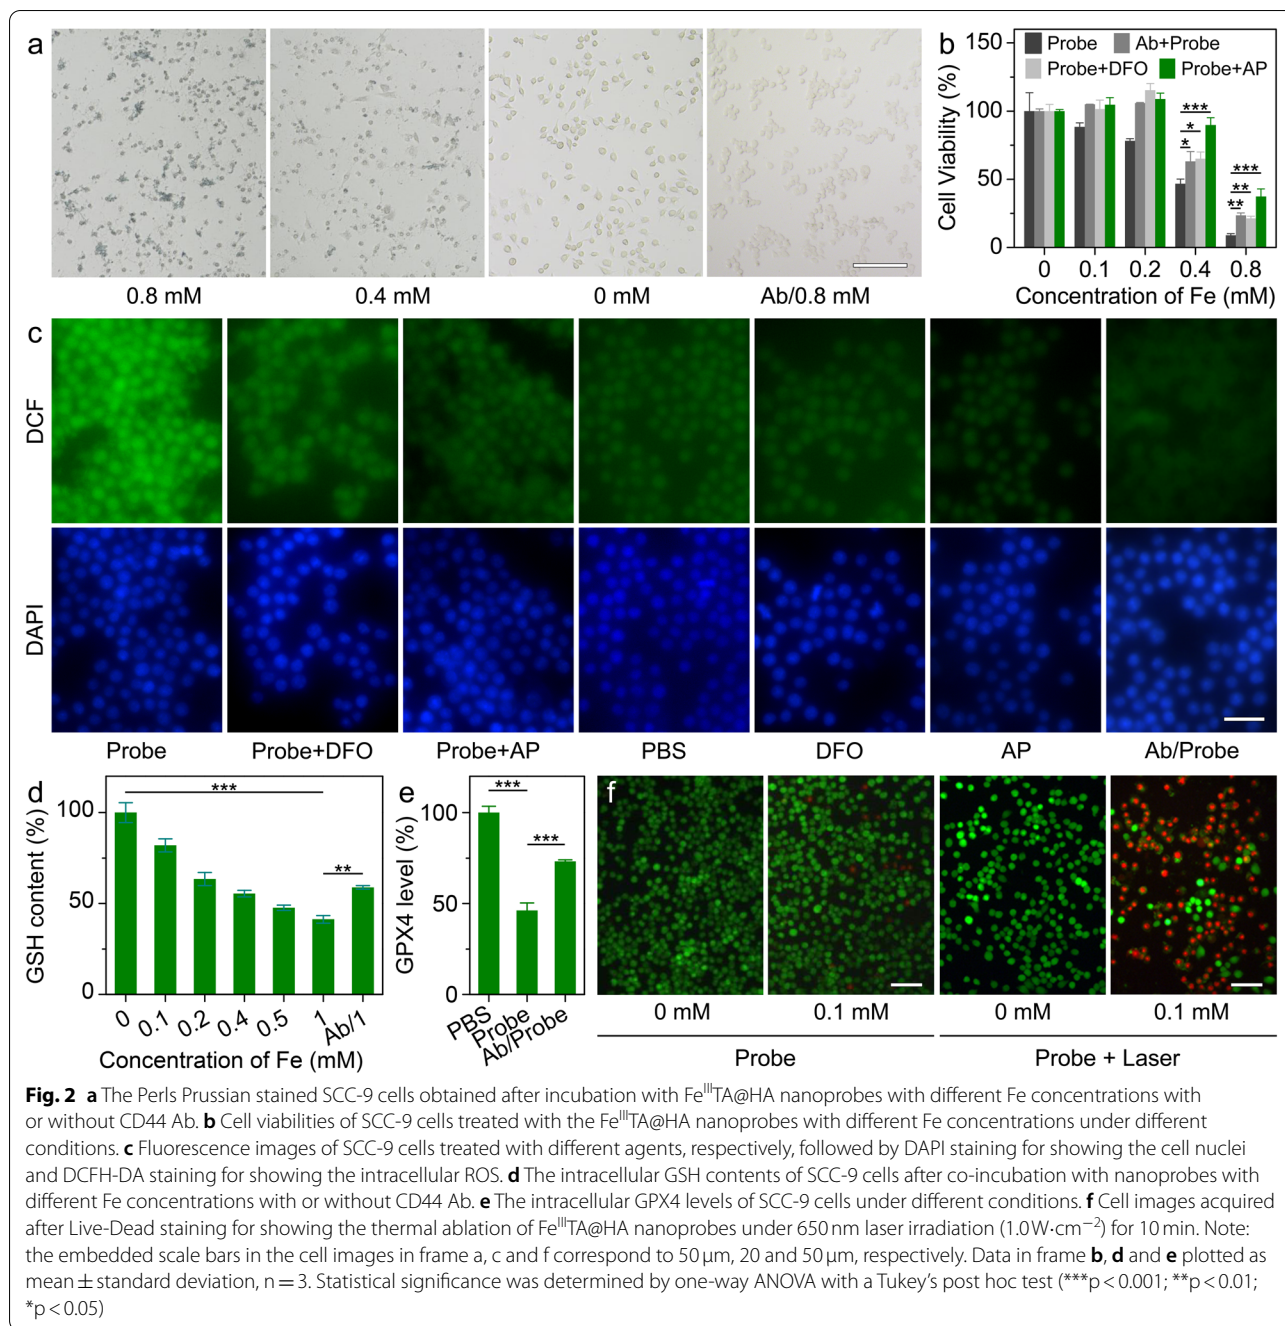 a
0.8 mM
0.4 mM
0 mM
Ab/0.8 mM
b
Cell Viability (%)
150
100
50
0
Probe
Ab+Probe
Probe+DFO
Probe+AP
***
*
*
***
**
**
0
0.1
0.2
0.4
0.8
Concentration of Fe (mM)
c
DCF
DAPI
Probe
Probe+DFO
Probe+AP
PBS
DFO
AP
Ab/Probe
d
GSH content (%)
100
50
0
***
**
0
0.1
0.2
0.4
0.5
1
Ab/1
Concentration of Fe (mM)
e
GPX4 level (%)
100
50
0
***
***
PBS
Probe
Ab/Probe
f
0 mM
0.1 mM
0 mM
0.1 mM
Probe
Probe + Laser
Fig. 2 a The Perls Prussian stained SCC-9 cells obtained after incubation with Fe^III TA@HA nanoprobes with different Fe concentrations with
or without CD44 Ab. b Cell viabilities of SCC-9 cells treated with the Fe^III TA@HA nanoprobes with different Fe concentrations under different
conditions. c Fluorescence images of SCC-9 cells treated with different agents, respectively, followed by DAPI staining for showing the cell nuclei
and DCFH-DA staining for showing the intracellular ROS. d The intracellular GSH contents of SCC-9 cells after co-incubation with nanoprobes with
different Fe concentrations with or without CD44 Ab. e The intracellular GPX4 levels of SCC-9 cells under different conditions. f Cell images acquired
after Live-Dead staining for showing the thermal ablation of Fe^III TA@HA nanoprobes under 650 nm laser irradiation (1.0 W·cm⁻²) for 10 min. Note:
the embedded scale bars in the cell images in frame a, c and f correspond to 50 μm, 20 and 50 μm, respectively. Data in frame b, d and e plotted as
mean ± standard deviation, n = 3. Statistical significance was determined by one-way ANOVA with a Tukey's post hoc test (***p < 0.001; **p < 0.01;
*p < 0.05)